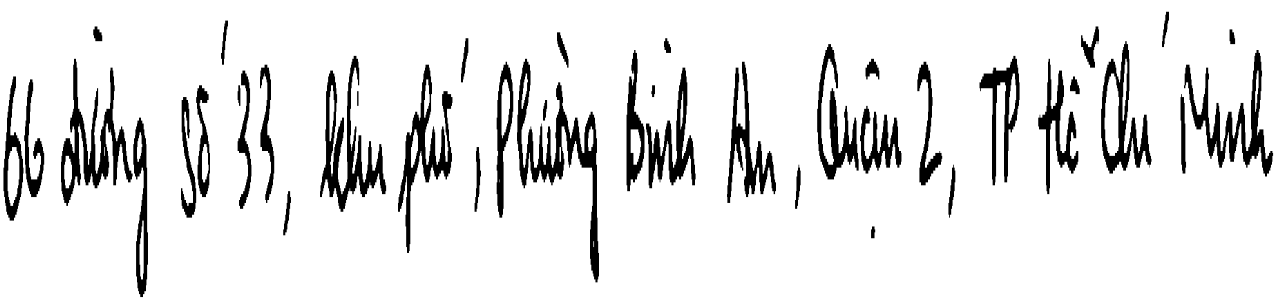 66 đường số 33, khu phố, Phường Bình An, Quận 2, TP Hồ Chí Minh